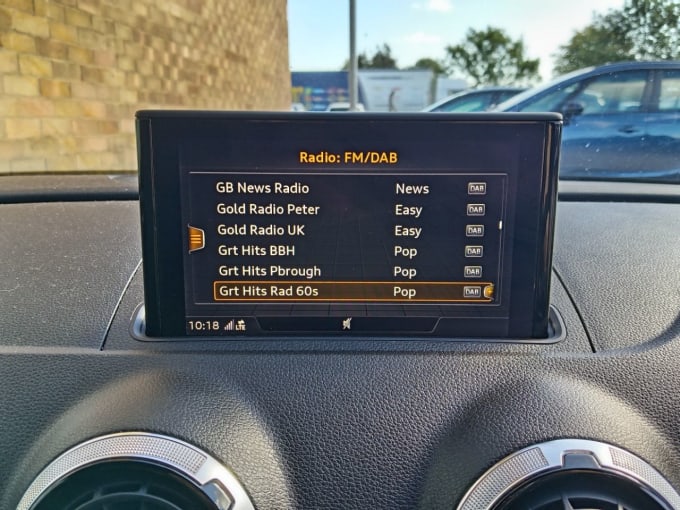 Radio: FM/DAB
GB News Radio News DAB
Gold Radio Peter Easy DAB
Gold Radio UK Easy DAB
Grt Hits BBH Pop DAB
Grt Hits Pbrough Pop DAB
Grt Hits Rad 60s Pop DAB
10:18 LTE